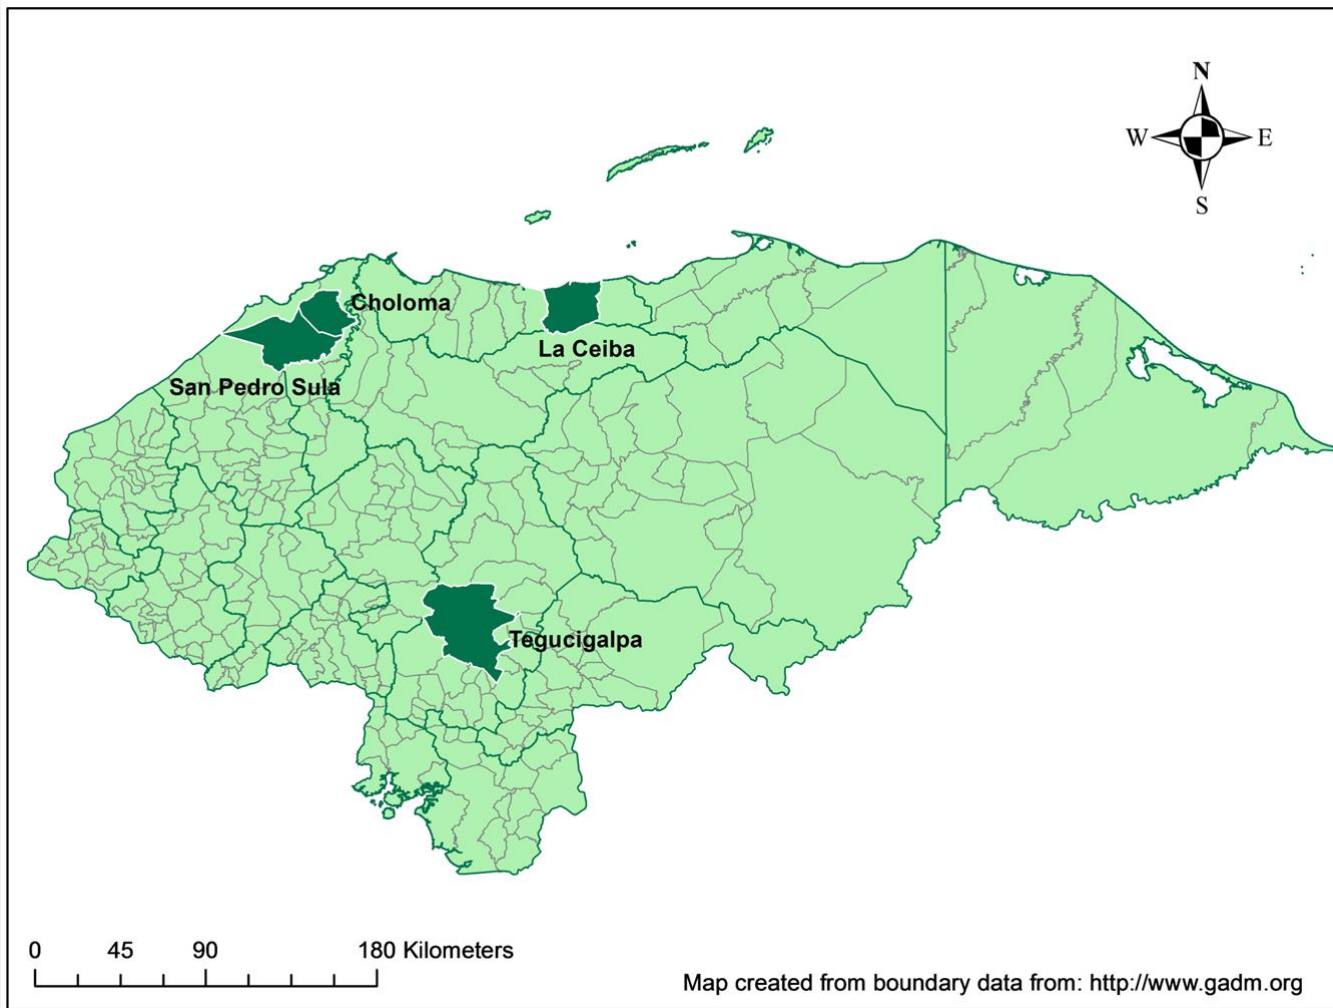 N
W E
S
Choloma
La Ceiba
San Pedro Sula
Tegucigalpa
0 45 90 180 Kilometers
Map created from boundary data from: http://www.gadm.org